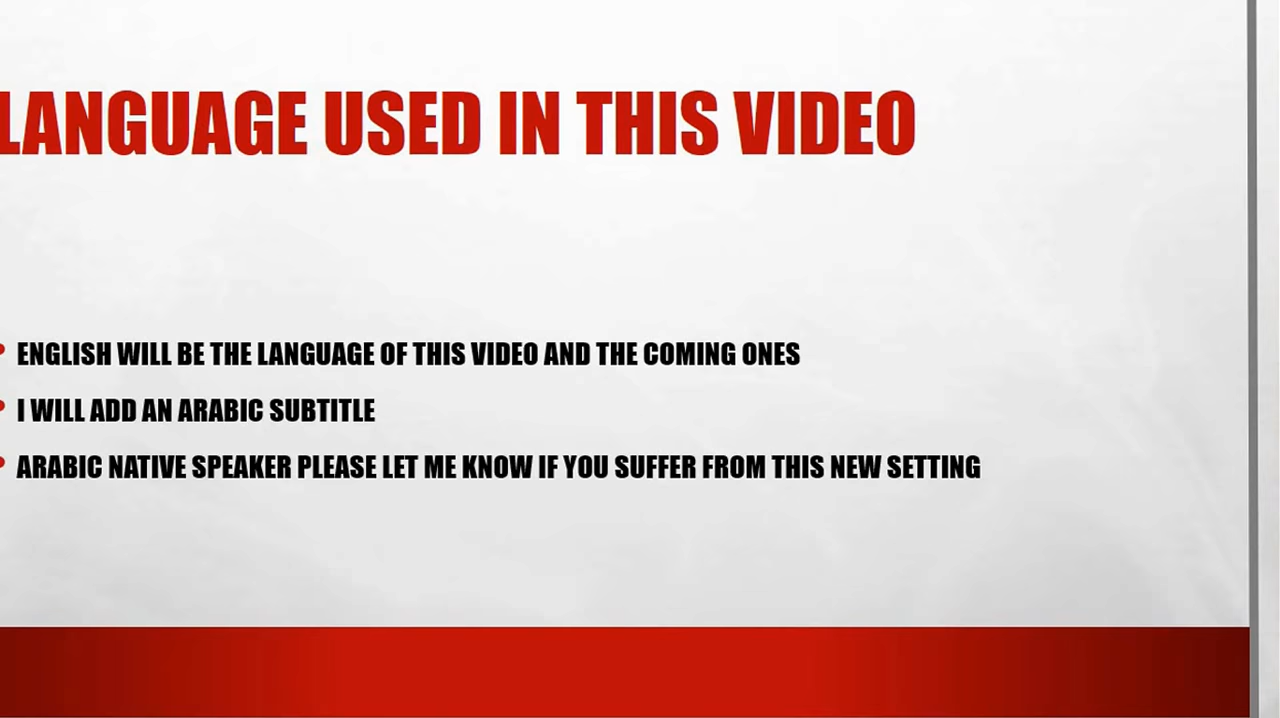 LANGUAGE USED IN THIS VIDEO
• ENGLISH WILL BE THE LANGUAGE OF THIS VIDEO AND THE COMING ONES
• I WILL ADD AN ARABIC SUBTITLE
• ARABIC NATIVE SPEAKER PLEASE LET ME KNOW IF YOU SUFFER FROM THIS NEW SETTING